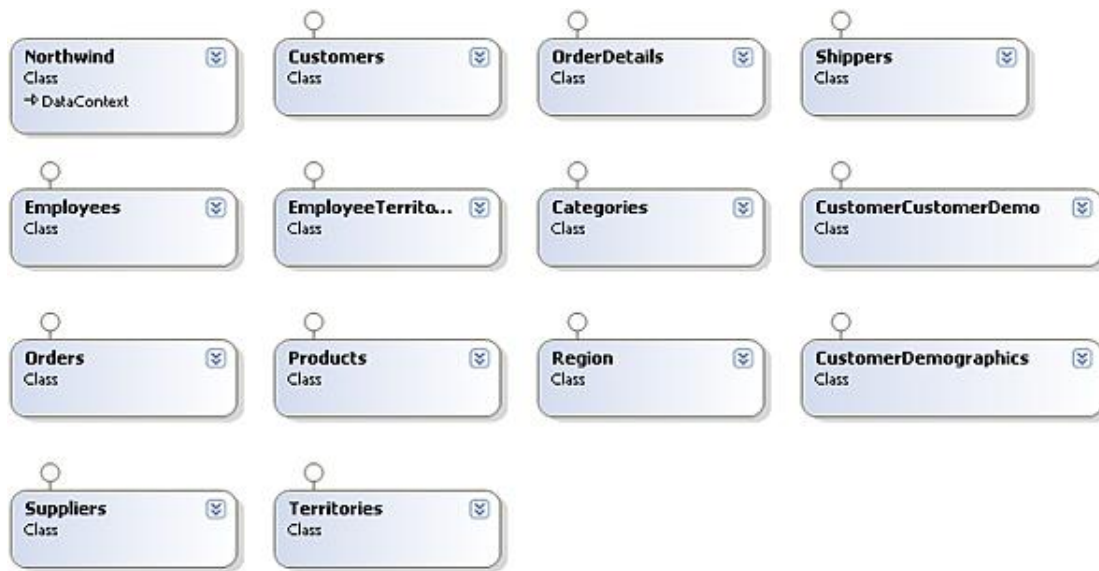 Northwind
Class
DataContext
Customers
Class
OrderDetails
Class
Shippers
Class
Employees
Class
EmployeeTerrito...
Class
Categories
Class
CustomerCustomerDemo
Class
Orders
Class
Products
Class
Region
Class
CustomerDemographics
Class
Suppliers
Class
Territories
Class